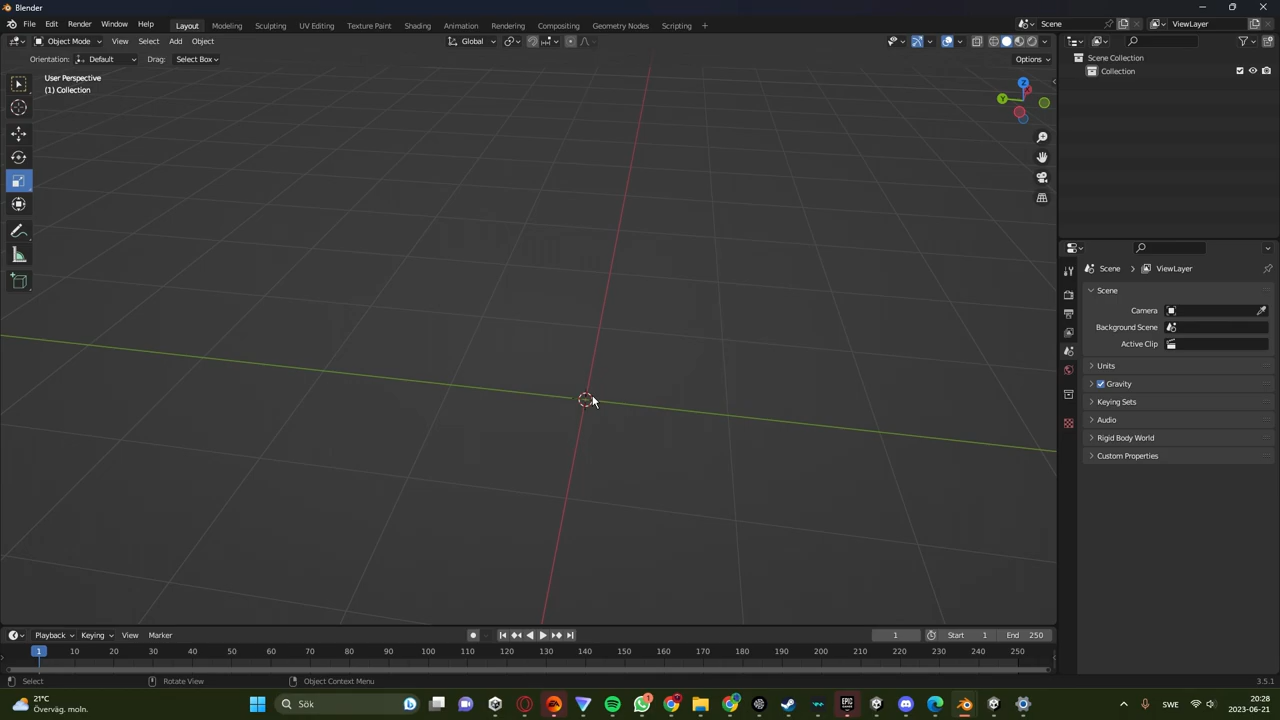 Blender
File Edit Render Window Help Layout Modeling Sculpting UV Editing Texture Paint Shading Animation Rendering Compositing Geometry Nodes Scripting + Scene ViewLayer
Object Mode View Select Add Object Global
Orientation: Default Drag: Select Box Options
User Perspective
(1) Collection
Z
Y
Scene Collection
Collection
Scene ViewLayer
Scene
Camera
Background Scene
Active Clip
Units
Gravity
Keying Sets
Audio
Rigid Body World
Custom Properties
Playback Keying View Marker 1 Start 1 End 250
1 10 20 30 40 50 60 70 80 90 100 110 120 130 140 150 160 170 180 190 200 210 220 230 240 250
Select Rotate View Object Context Menu 3.5.1
21°C
Överväg. moln.
Sök
1
SWE
20:28
2023-06-21